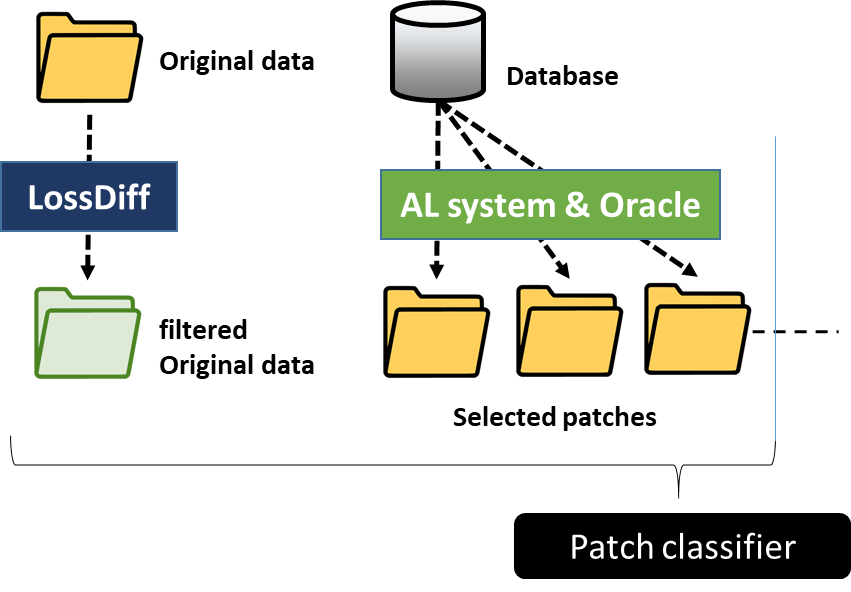 Original data
Database
LossDiff
AL system & Oracle
filtered
Original data
Selected patches
Patch classifier